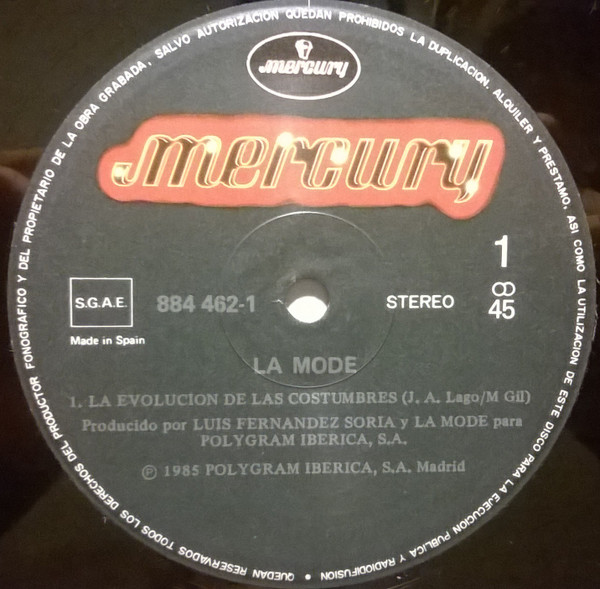 QUEDAN RESERVADOS TODOS LOS DERECHOS DEL PRODUCTOR FONOGRAFICO Y DEL PROPIETARIO DE LA OBRA GRABADA, SALVO AUTORIZACION QUEDAN PROHIBIDOS LA DUPLICACION, ALQUILER Y PRESTAMO, ASI COMO LA UTILIZACION DE ESTE DISCO PARA LA EJECUCION PUBLICA Y RADIODIFUSION •
mercury
mercury
1
S.G.A.E. 884 462-1 STEREO 45
Made in Spain
LA MODE
1. LA EVOLUCION DE LAS COSTUMBRES (J. A. Lago/M Gil)
Producido por LUIS FERNANDEZ SORIA y LA MODE para
POLYGRAM IBERICA, S.A.
℗ 1985 POLYGRAM IBERICA, S.A. Madrid